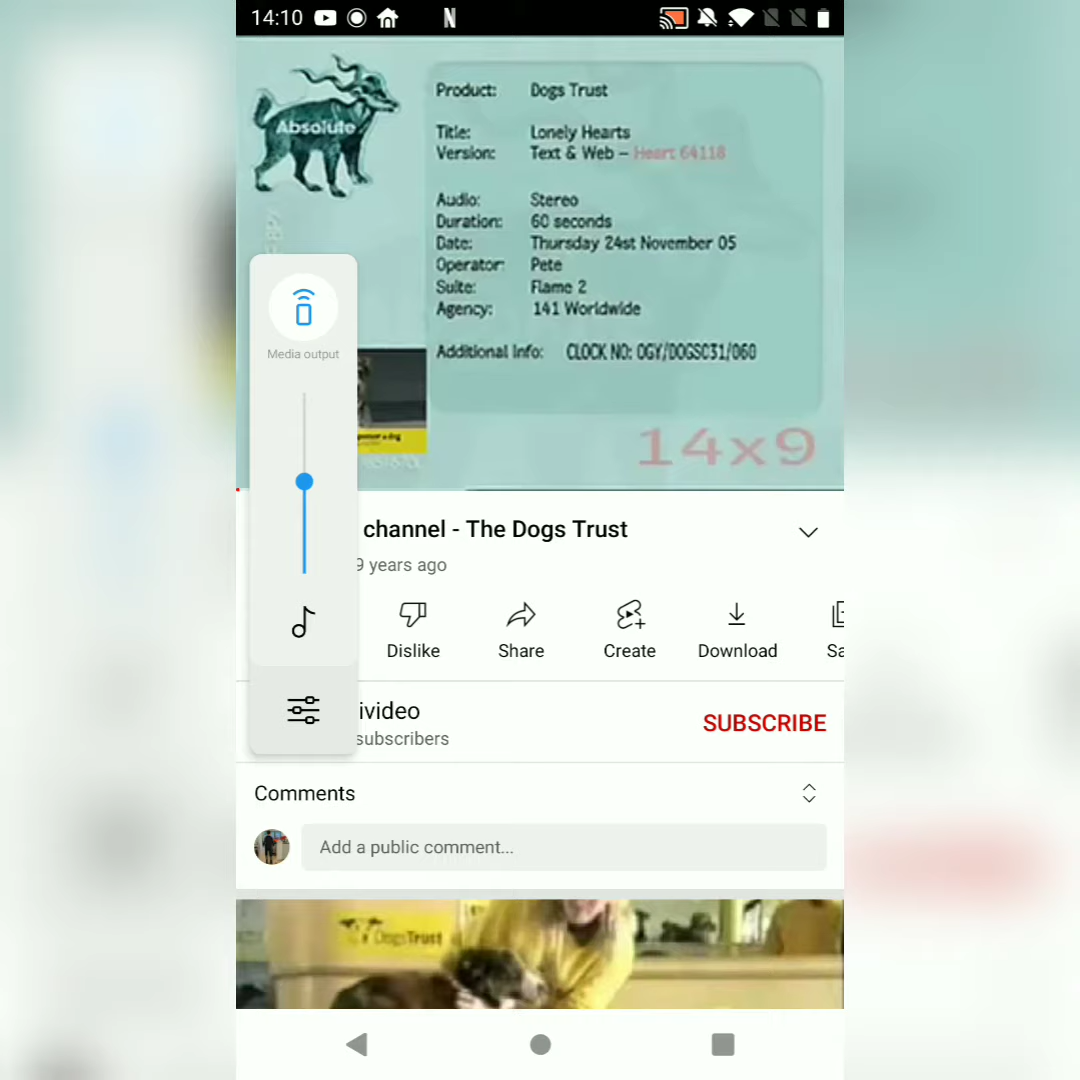 14:10
N
Absolute
Product: Dogs Trust
Title: Lonely Hearts
Version: Text & Web – Heart 64118
Audio: Stereo
Duration: 60 seconds
Date: Thursday 24st November 05
Operator: Pete
Suite: Flame 2
Agency: 141 Worldwide
Additional Info: CLOCK NO: OGY/DOGS031/060
14x9
Media output
channel - The Dogs Trust
9 years ago
Dislike
Share
Create
Download
Sa
ivideo
subscribers
SUBSCRIBE
Comments
Add a public comment...
DogsTrust